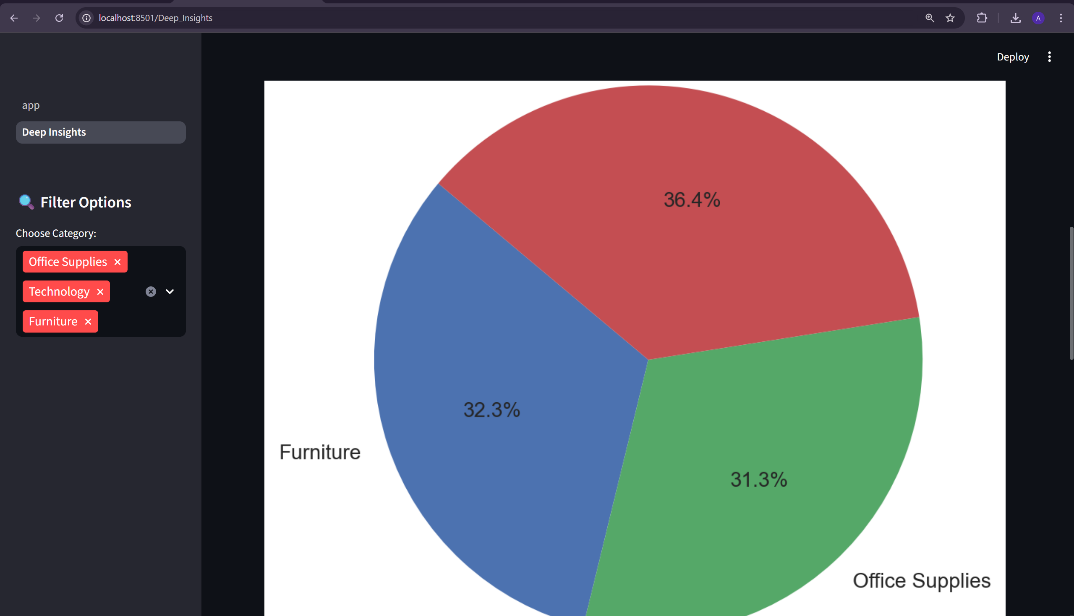 localhost:8501/Deep_Insights
A
Deploy
app
Deep Insights
Filter Options
Choose Category:
Office Supplies ×
Technology ×
Furniture ×
36.4%
32.3%
Furniture
31.3%
Office Supplies